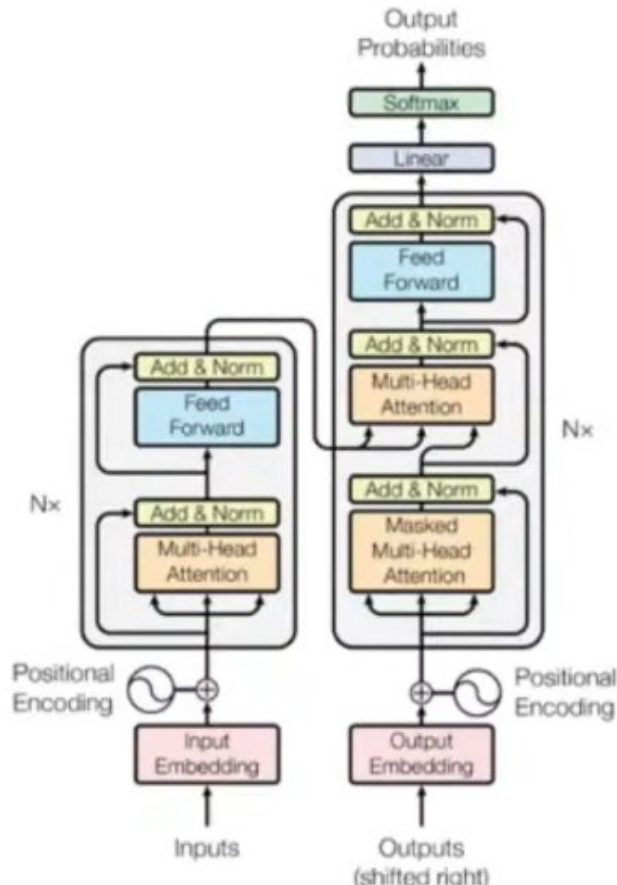 Output
Probabilities
Softmax
Linear
Add & Norm
Feed
Forward
Add & Norm
Multi-Head
Attention
Nx
Add & Norm
Masked
Multi-Head
Attention
Positional
Encoding
Output
Embedding
Outputs
(shifted right)
Add & Norm
Feed
Forward
Nx
Add & Norm
Multi-Head
Attention
Positional
Encoding
Input
Embedding
Inputs